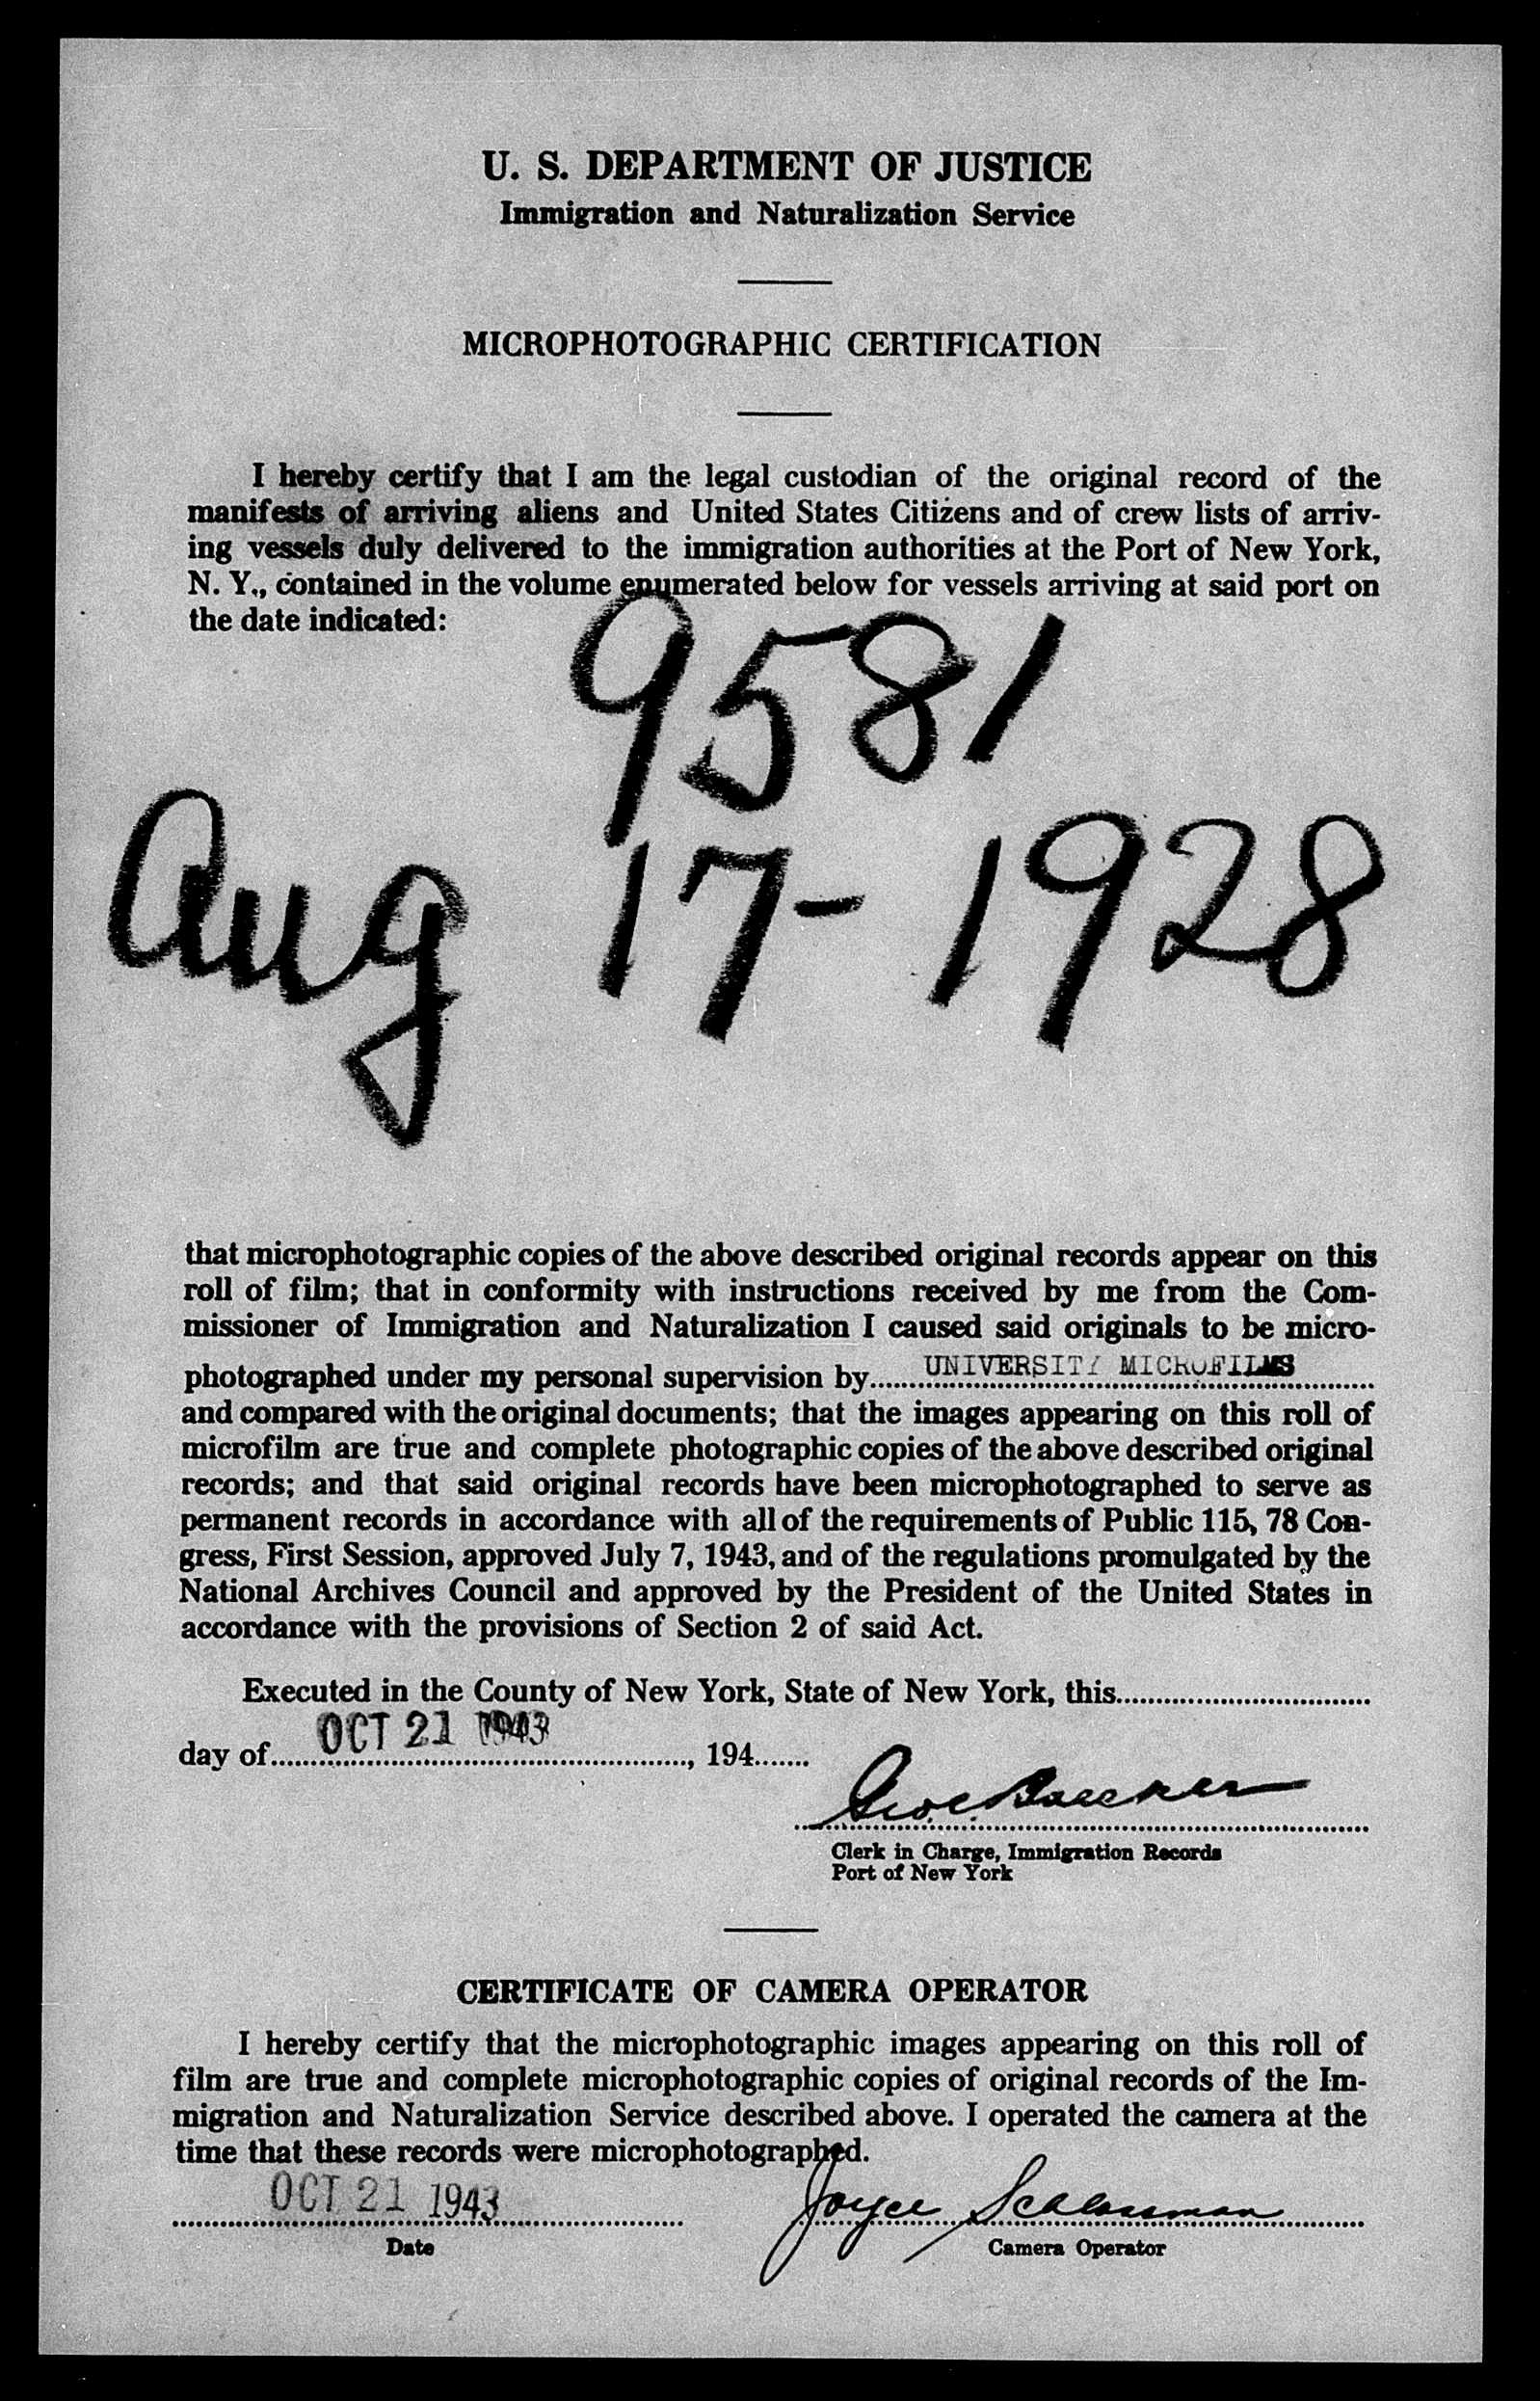 U. S. DEPARTMENT OF JUSTICE
Immigration and Naturalization Service
MICROPHOTOGRAPHIC CERTIFICATION
I hereby certify that I am the legal custodian of the original record of the
manifests of arriving aliens and United States Citizens and of crew lists of arriv-
ing vessels duly delivered to the immigration authorities at the Port of New York,
N. Y., contained in the volume enumerated below for vessels arriving at said port on
the date indicated:
9581
Aug 17-1928
that microphotographic copies of the above described original records appear on this
roll of film; that in conformity with instructions received by me from the Com-
missioner of Immigration and Naturalization I caused said originals to be micro-
photographed under my personal supervision by UNIVERSITY MICROFILMS
and compared with the original documents; that the images appearing on this roll of
microfilm are true and complete photographic copies of the above described original
records; and that said original records have been microphotographed to serve as
permanent records in accordance with all of the requirements of Public 115, 78 Con-
gress, First Session, approved July 7, 1943, and of the regulations promulgated by the
National Archives Council and approved by the President of the United States in
accordance with the provisions of Section 2 of said Act.
Executed in the County of New York, State of New York, this
day of OCT 21 1943, 194
Clerk in Charge, Immigration Records
Port of New York
CERTIFICATE OF CAMERA OPERATOR
I hereby certify that the microphotographic images appearing on this roll of
film are true and complete microphotographic copies of original records of the Im-
migration and Naturalization Service described above. I operated the camera at the
time that these records were microphotographed.
OCT 21 1943 Joyce Schlossman
Date Camera Operator